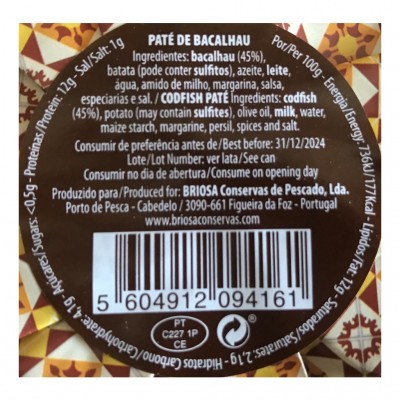 PATÉ DE BACALHAU
Ingredientes: bacalhau (45%),
batata (pode conter sulfitos), azeite, leite,
água, amido de milho, margarina, salsa,
especiarias e sal. / CODFISH PATÉ Ingredients: codfish
(45%), potato (may contain sulfites), olive oil, milk, water,
maize starch, margarine, persil, spices and salt.
Consumir de preferência antes de/Best before: 31/12/2024
Lote/Lot Number: ver lata/See can
Consumir no dia de abertura/Consume on opening day
Produzido para/Produced for: BRIOSA Conservas de Pescado, Lda.
Porto de Pesca - Cabedelo / 3090-661 Figueira da Foz - Portugal
www.briosaconservas.com
5 604912 094161
PT
C227 1P
CE
Por/Per 100g - Energia/Energy: 736kJ/177Kcal - Lípidos/Fat: 12g - Saturados/Saturates: 2,1g - Hidratos Carbono/Carbohydrate: 4,1g - Açúcares/Sugars: <0,5g - Proteínas/Protein: 12g - Sal/Salt: 1g